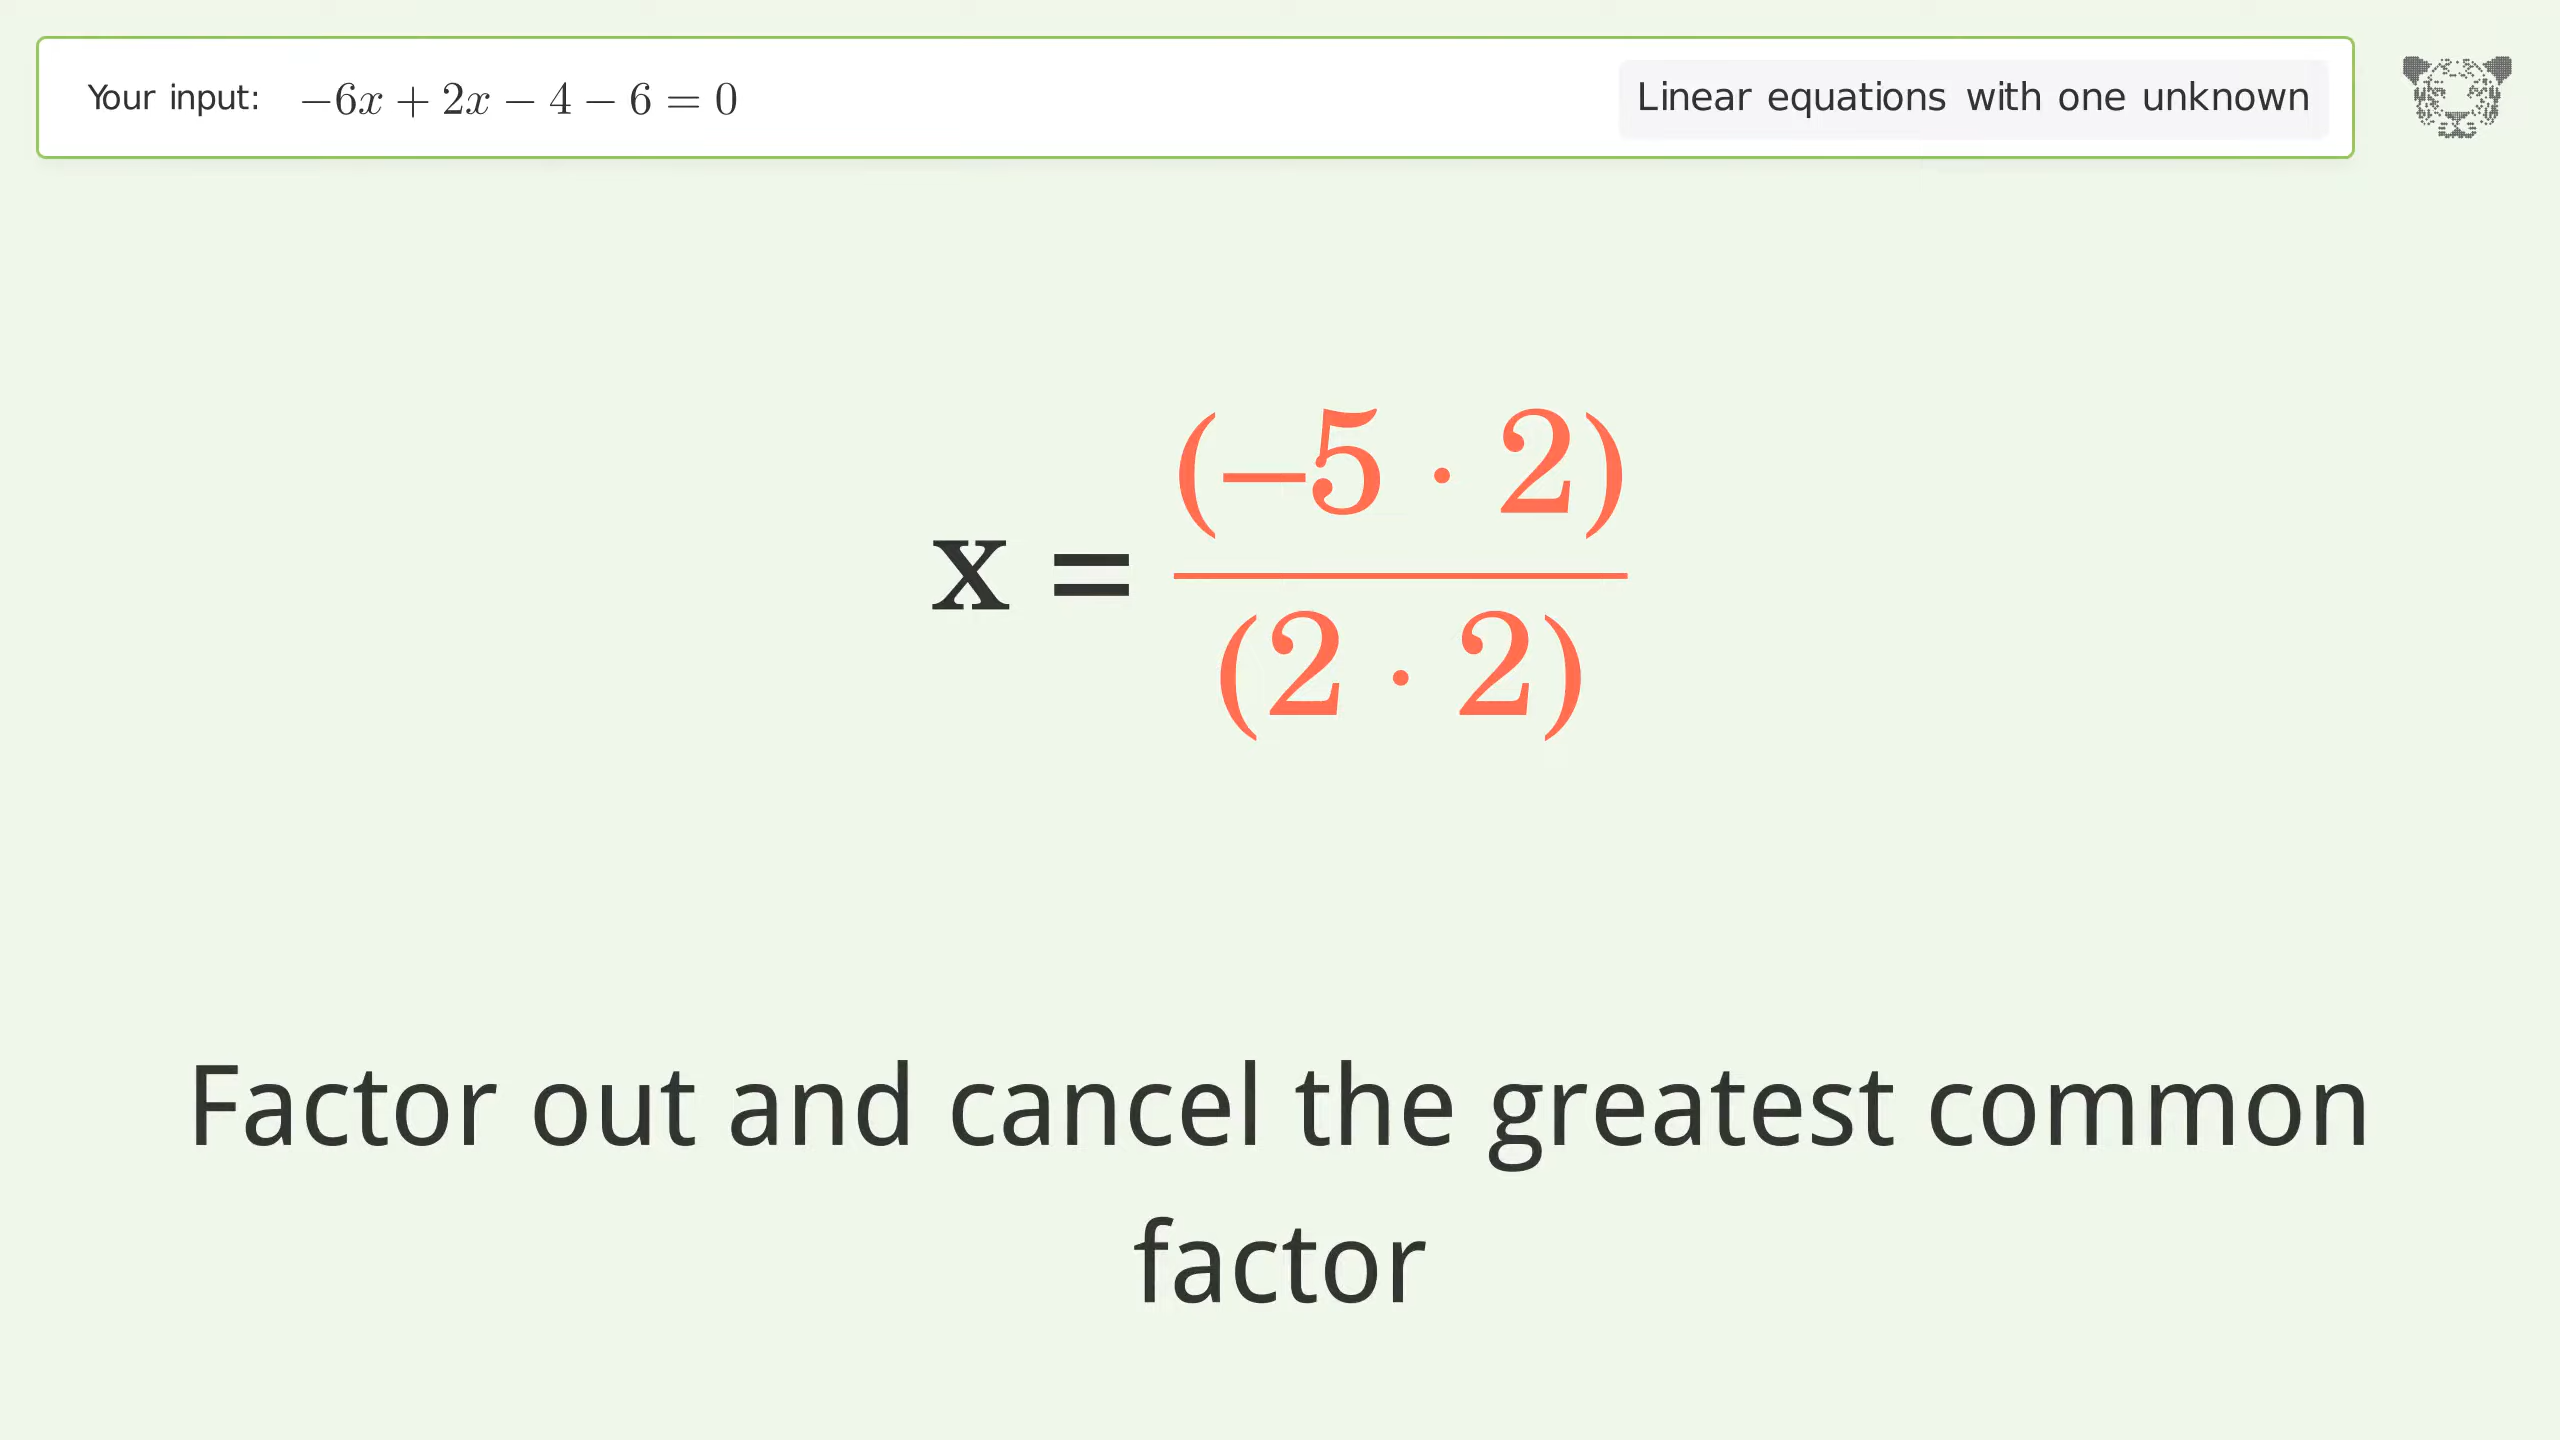 Your input: −6x + 2x − 4 − 6 = 0
Linear equations with one unknown
x = (−5 · 2) / (2 · 2)
Factor out and cancel the greatest common
factor